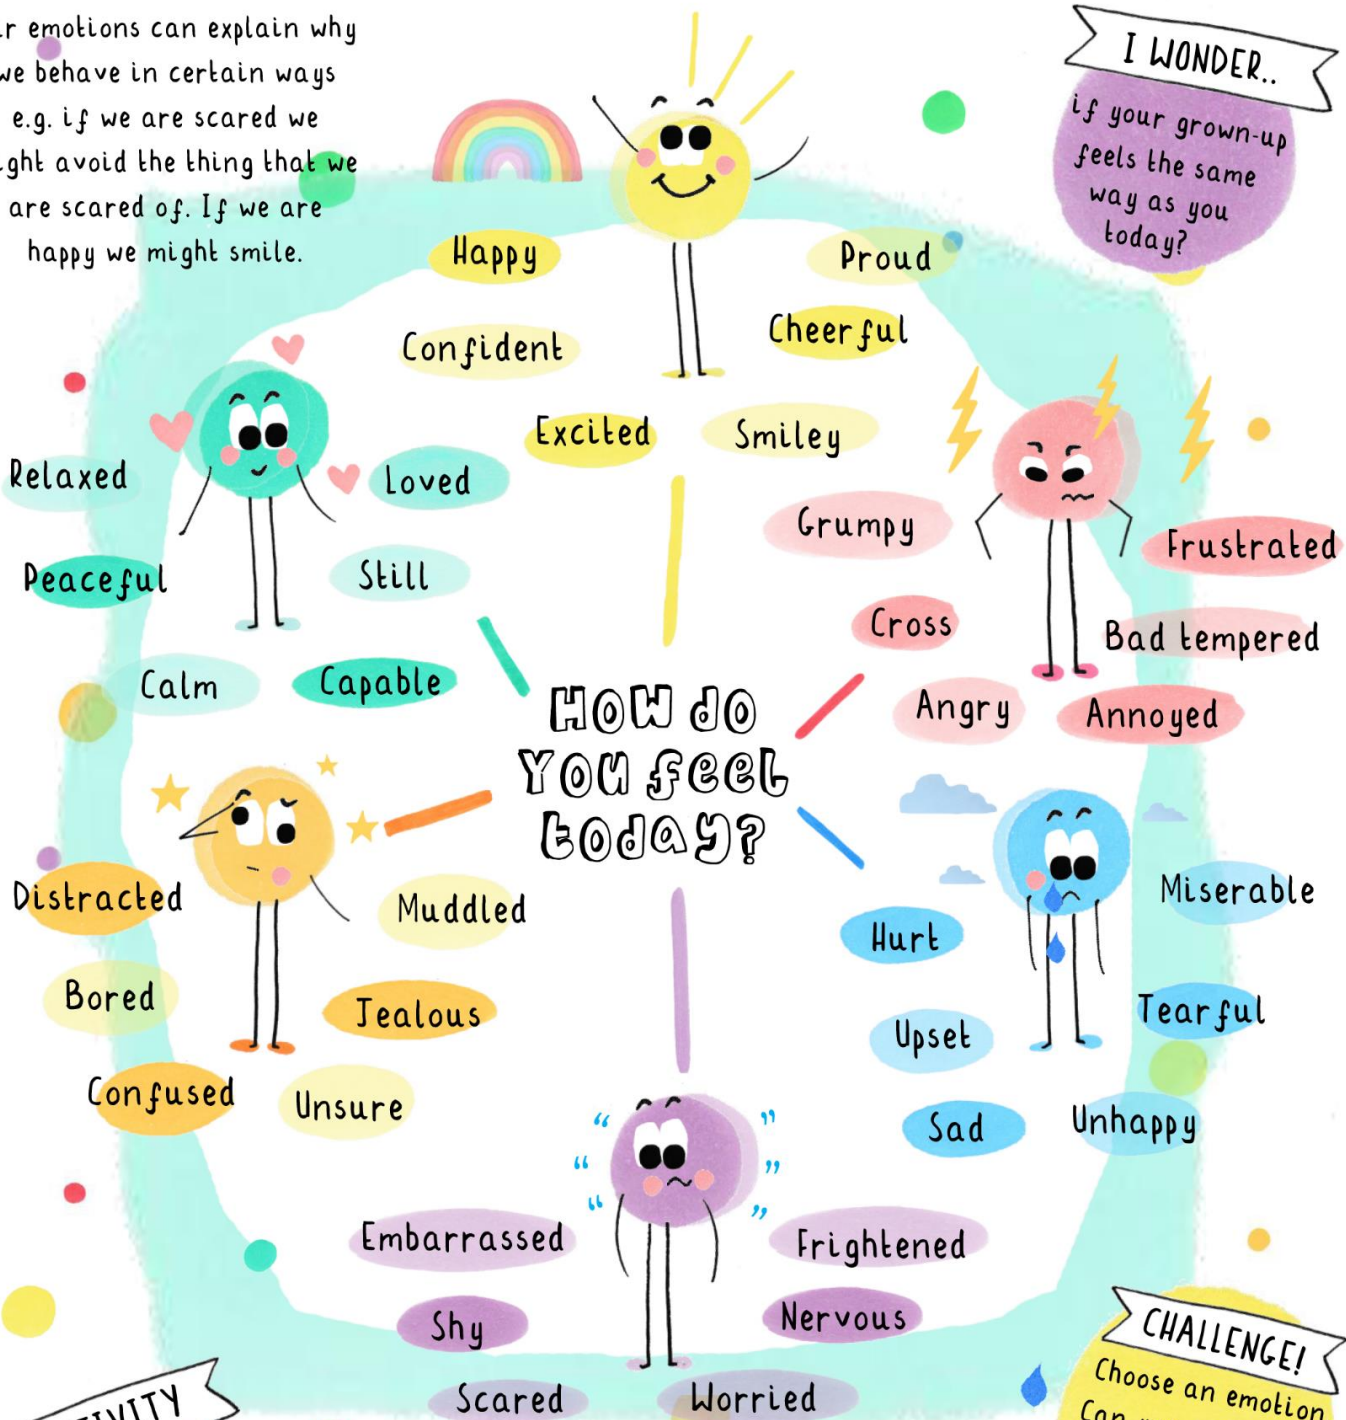 emotions can explain why
we behave in certain ways
e.g. if we are scared we
might avoid the thing that we
are scared of. If we are
happy we might smile.
I WONDER..
if your grown-up
feels the same
way as you
today?
Happy
Proud
Confident
Cheerful
Excited
Smiley
Relaxed
Loved
Peaceful
Still
Calm
Capable
Grumpy
Frustrated
Cross
Bad tempered
Angry
Annoyed
HOW do
YOU feel
today?
Distracted
Muddled
Bored
Jealous
Confused
Unsure
Hurt
Miserable
Upset
Tearful
Sad
Unhappy
Embarrassed
Frightened
Shy
Nervous
Scared
Worried
CHALLENGE!
Choose an emotion
Can